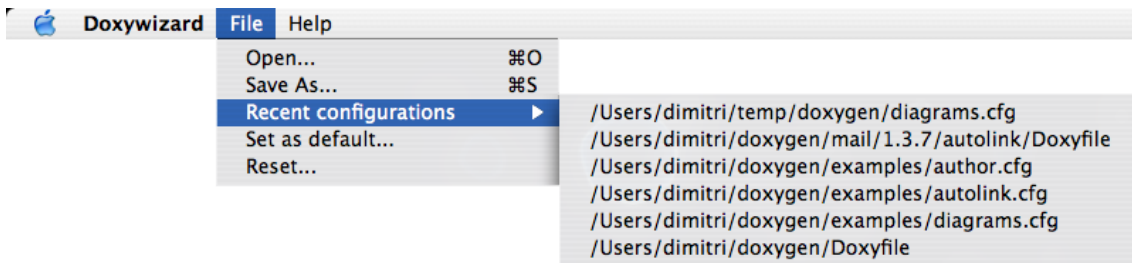 Doxywizard File Help
Open... ⌘O
Save As... ⌘S
Recent configurations ▶
Set as default...
Reset...
/Users/dimitri/temp/doxygen/diagrams.cfg
/Users/dimitri/doxygen/mail/1.3.7/autolink/Doxyfile
/Users/dimitri/doxygen/examples/author.cfg
/Users/dimitri/doxygen/examples/autolink.cfg
/Users/dimitri/doxygen/examples/diagrams.cfg
/Users/dimitri/doxygen/Doxyfile